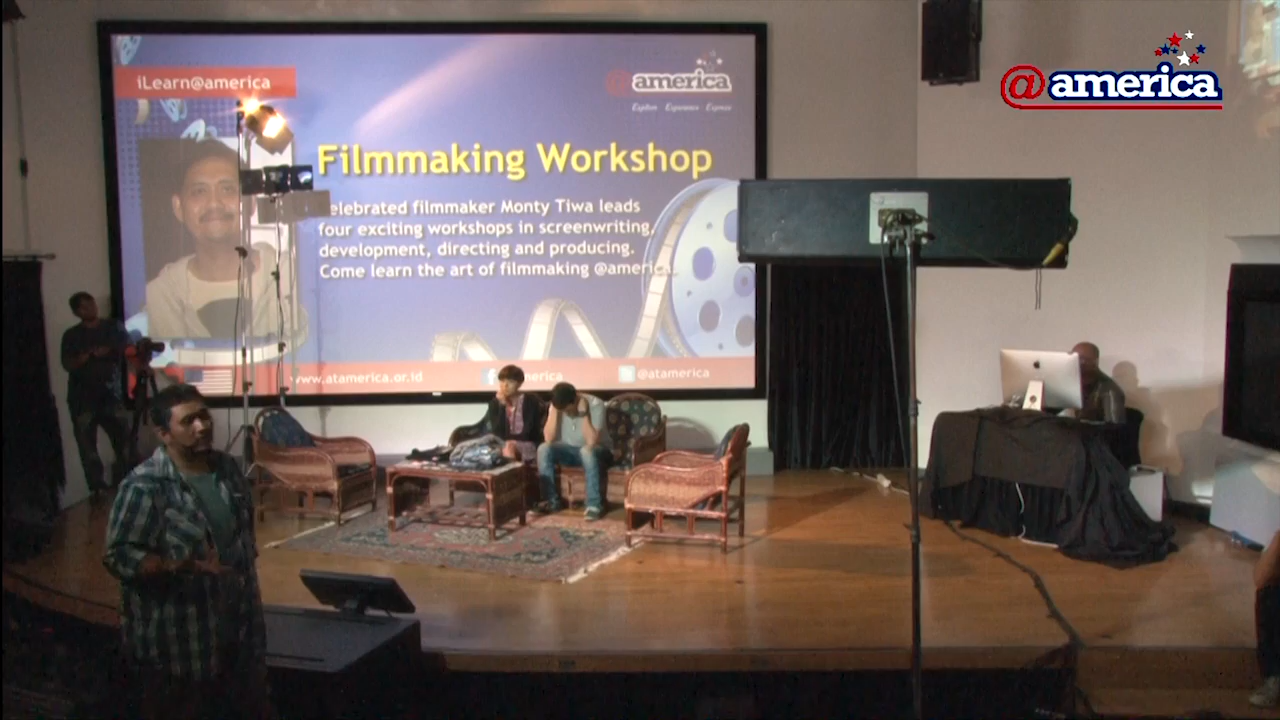 iLearn@america
@america
Explore Experience Express
@america
Filmmaking Workshop
elebrated filmmaker Monty Tiwa leads
four exciting workshops in screenwriting,
development, directing and producing.
Come learn the art of filmmaking @americ
www.atamerica.or.id
merica
@atamerica